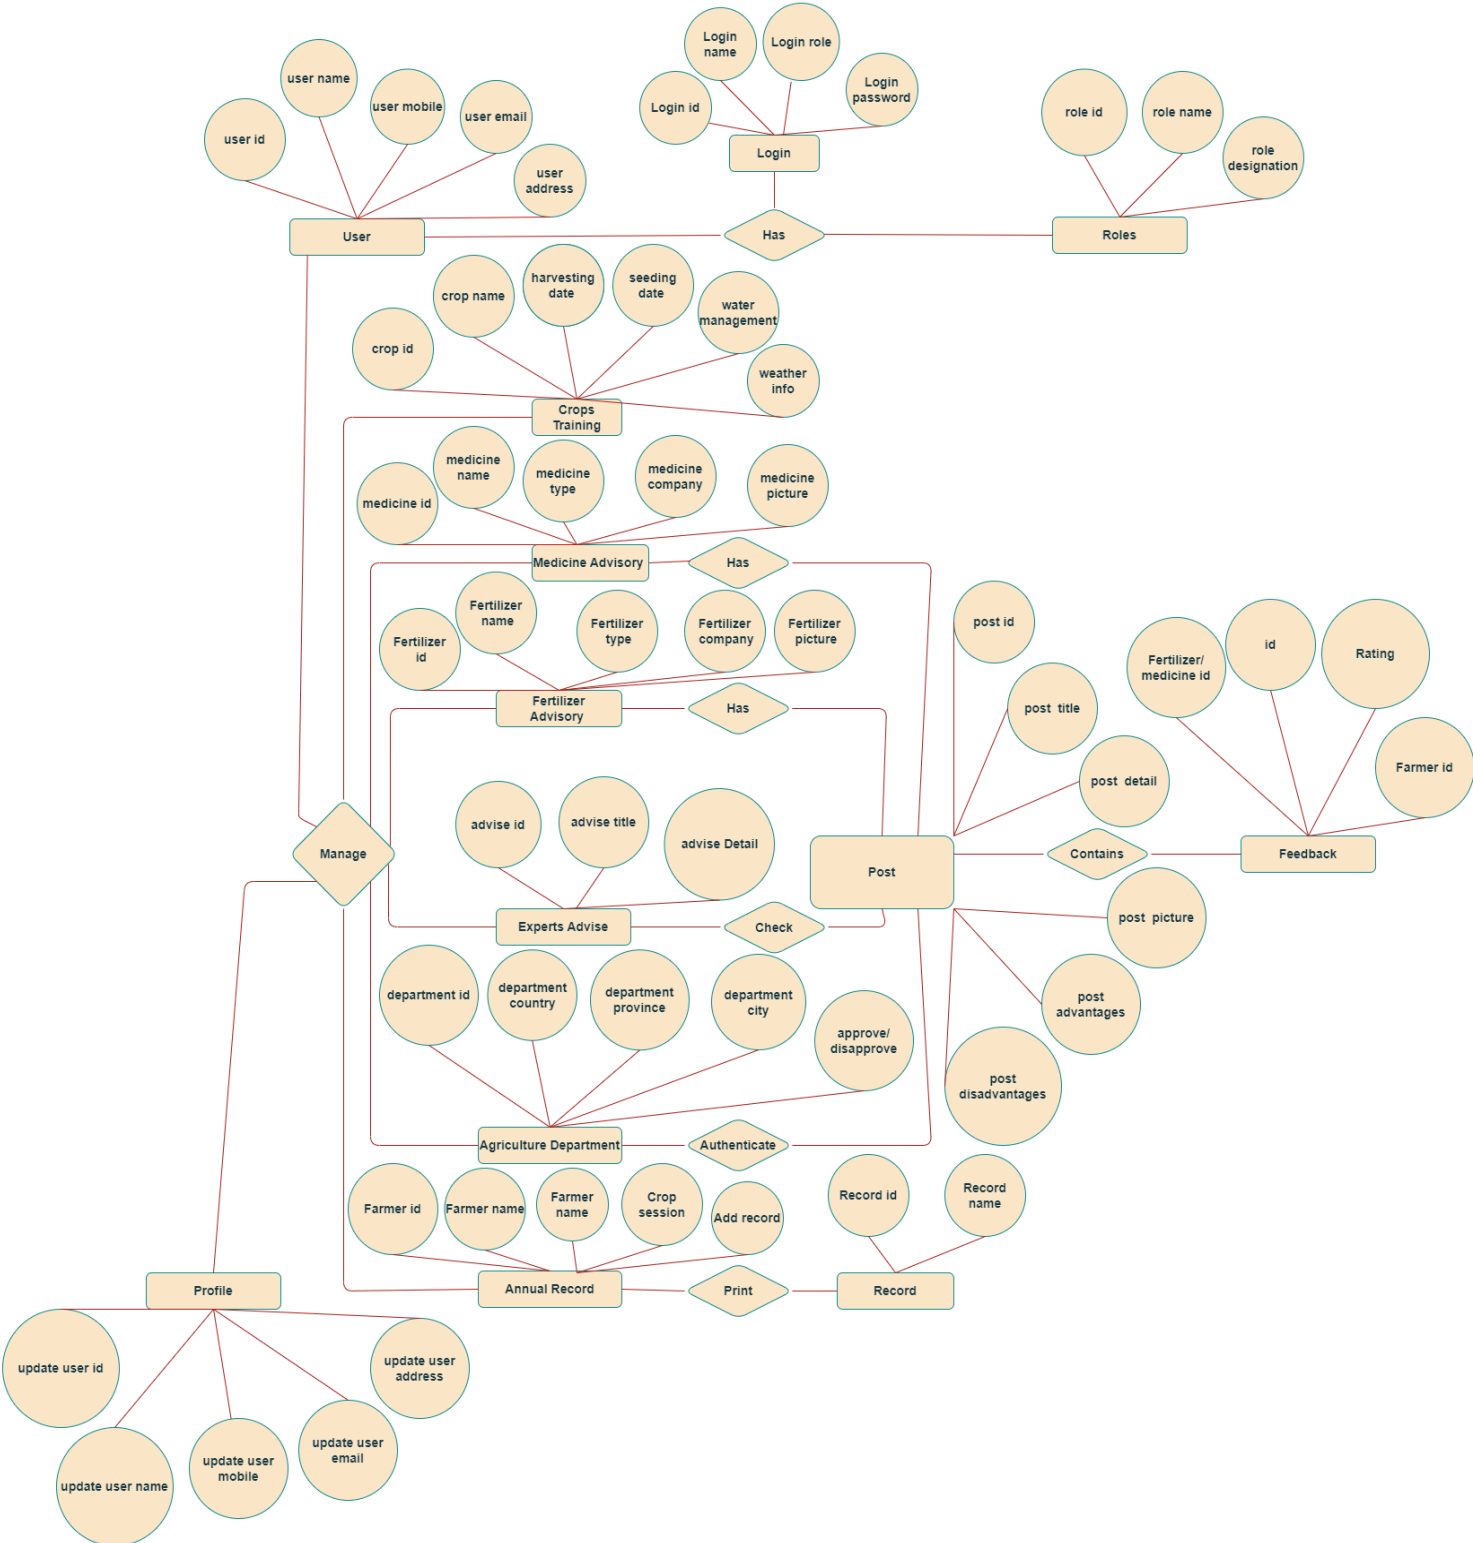 Login
name
Login role
user name
Login
password
user mobile
user email
Login id
role id
role name
user id
role
designation
Login
user
address
User
Has
Roles
crop name
harvesting
date
seeding
date
water
management
crop id
weather
info
Crops
Training
medicine
name
medicine
type
medicine
company
medicine
picture
medicine id
Medicine Advisory
Has
Fertilizer
name
Fertilizer
id
Fertilizer
type
Fertilizer
company
Fertilizer
picture
post id
id
Rating
Fertilizer/
medicine id
Fertilizer
Advisory
Has
post  title
Farmer id
post  detail
advise id
advise title
advise Detail
Manage
Post
Contains
Feedback
Experts Advise
Check
post  picture
department id
department
country
department
province
department
city
post
advantages
approve/
disapprove
post
disadvantages
Agriculture Department
Authenticate
Farmer id
Farmer name
Farmer
name
Crop
session
Add record
Record id
Record
name
Profile
Annual Record
Print
Record
update user id
update user
address
update user
email
update user
mobile
update user name